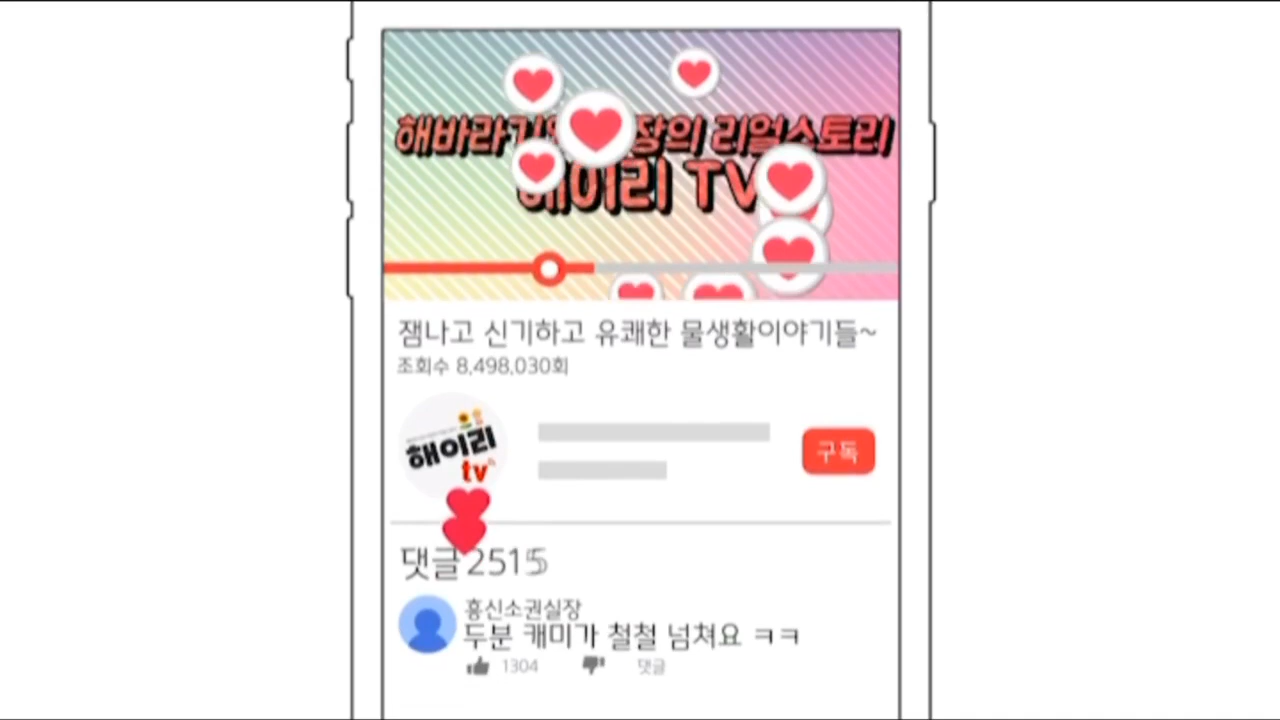 해바라기 장의 리얼스토리
해이리 TV
잼나고 신기하고 유쾌한 물생활이야기들~
조회수 8,498,030회
해이리
tv
구독
댓글 2515
흥신소권실장
두분 캐미가 철철 넘쳐요 ㅋㅋ
1304 댓글